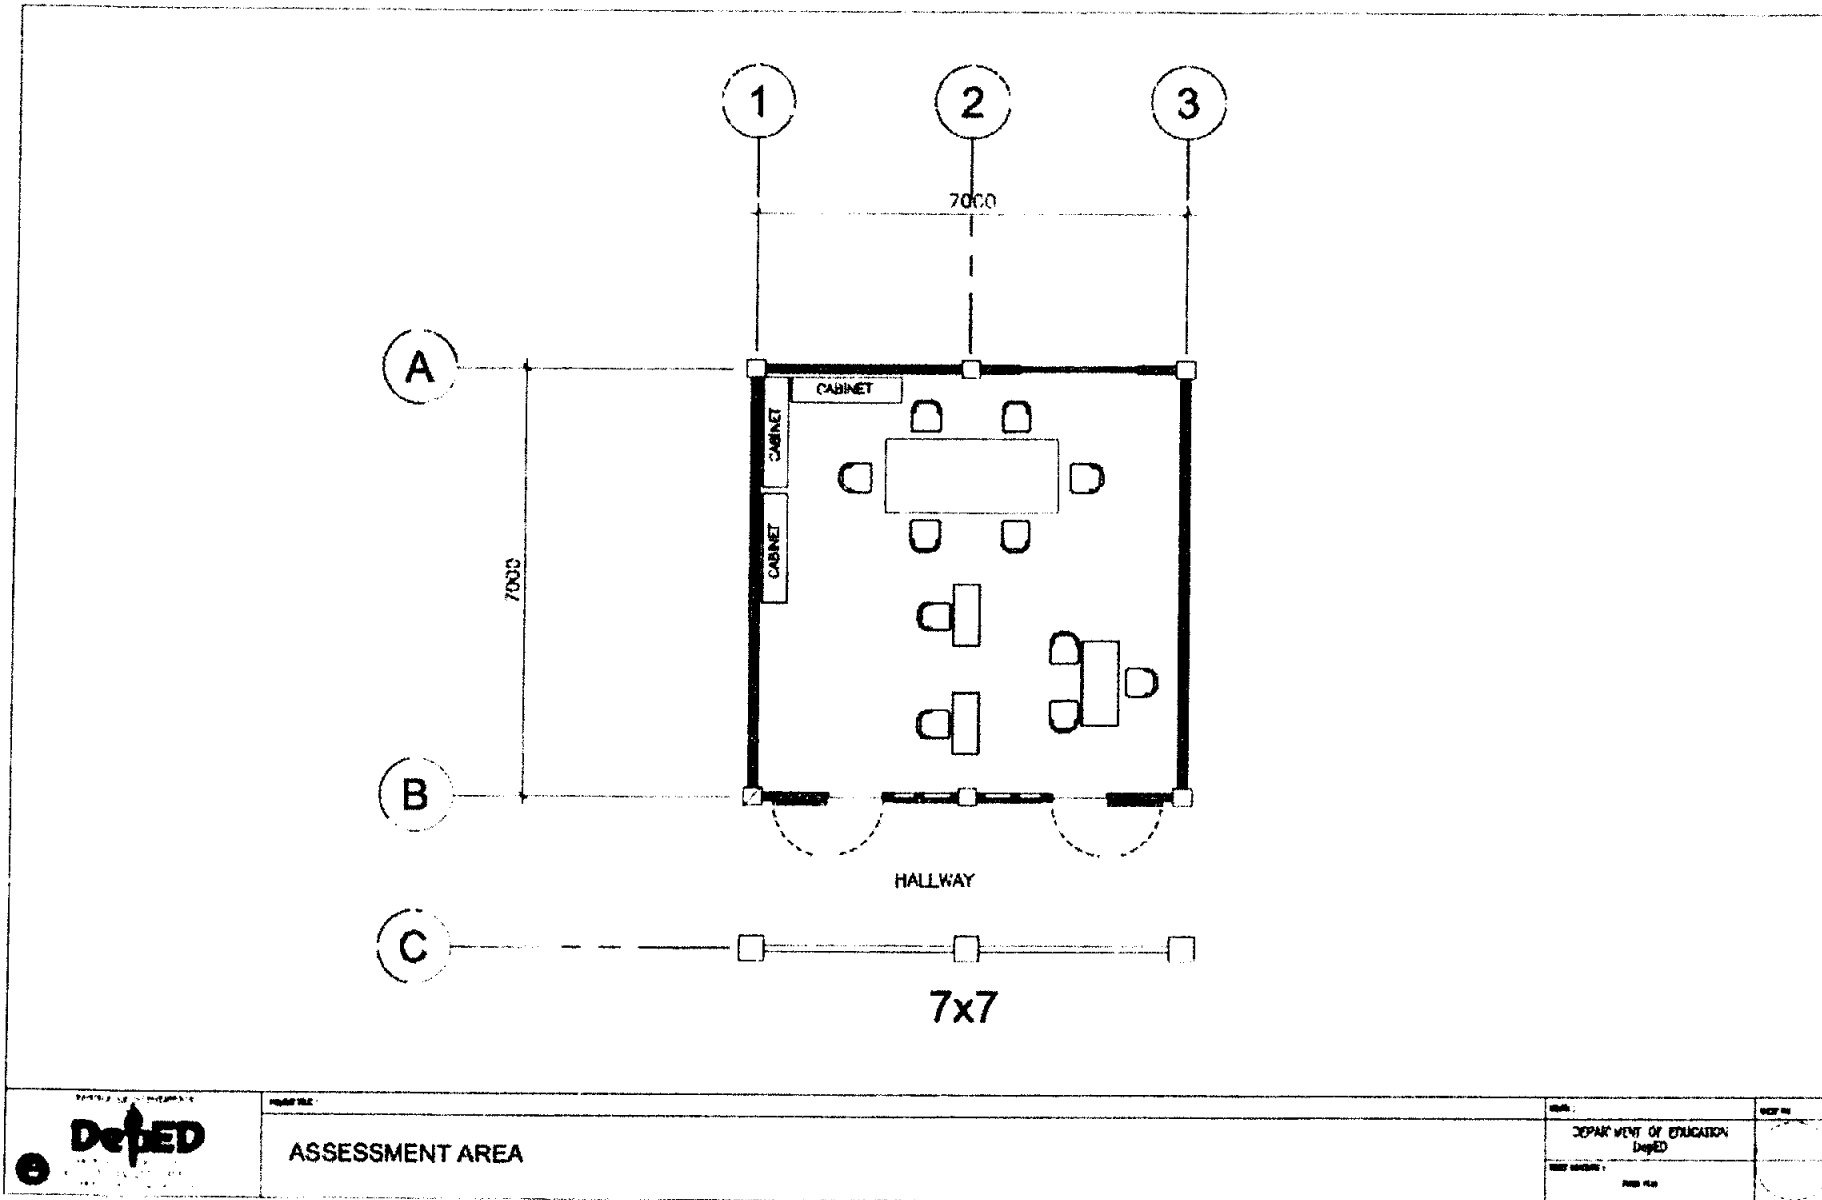 1 2 3
7000
A
CABINET
CABINET
CABINET
7000
B
HALLWAY
C
7x7
DepED
ASSESSMENT AREA
DEPARTMENT OF EDUCATION
DepED